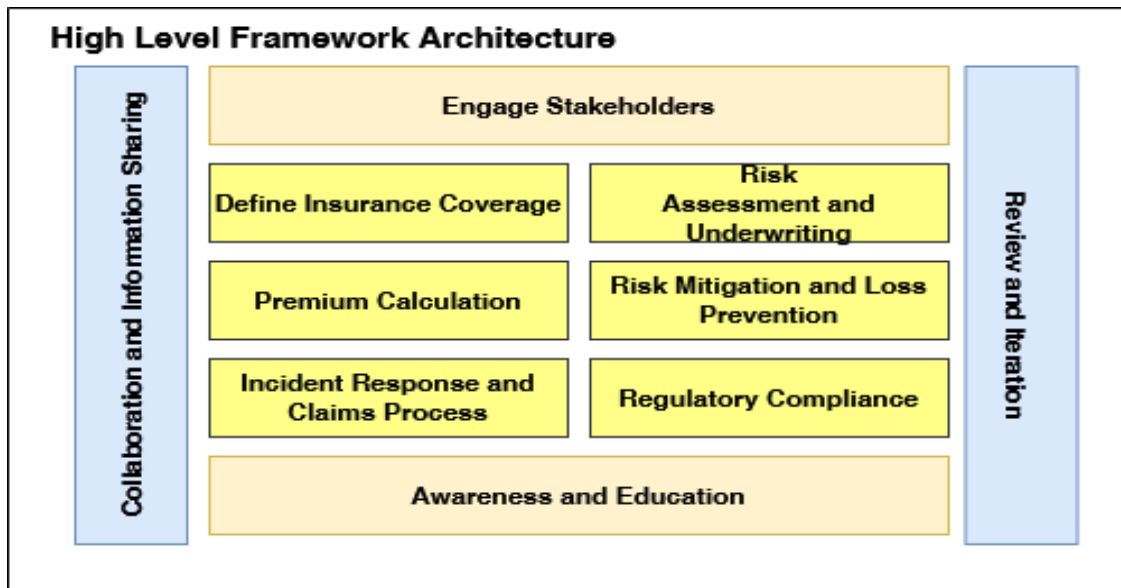 High Level Framework Architecture
Collaboration and Information Sharing
Engage Stakeholders
Define Insurance Coverage
Risk
Assessment and
Underwriting
Premium Calculation
Risk Mitigation and Loss
Prevention
Incident Response and
Claims Process
Regulatory Compliance
Awareness and Education
Review and Iteration